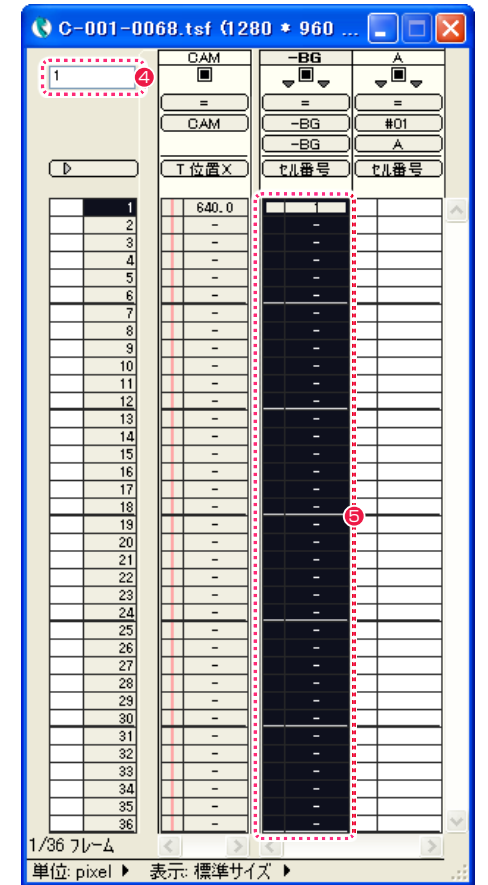 C-001-0068.tsf (1280 * 960 ...
CAM -BG A
1 4
= = =
CAM -BG #01
-BG A
T 位置X セル番号 セル番号
1 640.0 1
2 - -
3 - -
4 - -
5 - -
6 - -
7 - -
8 - -
9 - -
10 - -
11 - -
12 - -
13 - -
14 - -
15 - -
16 - -
17 - -
18 - -
5
19 - -
20 - -
21 - -
22 - -
23 - -
24 - -
25 - -
26 - -
27 - -
28 - -
29 - -
30 - -
31 - -
32 - -
33 - -
34 - -
35 - -
36 - -
1/36 フレーム
単位: pixel 表示: 標準サイズ